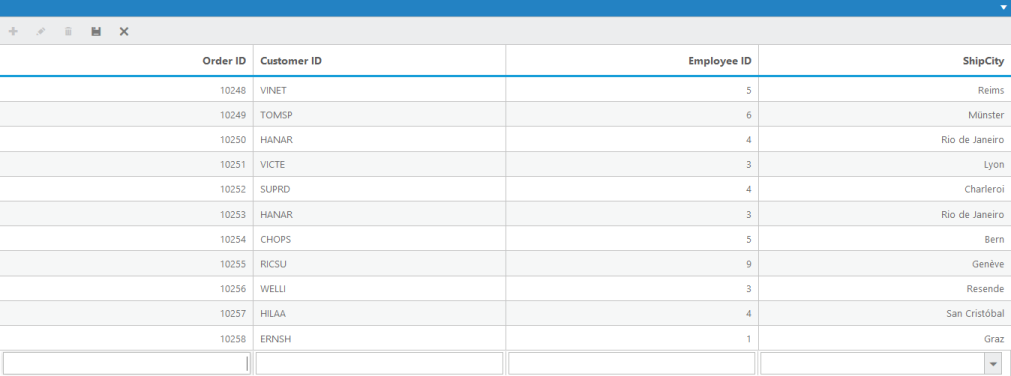 Order ID Customer ID Employee ID ShipCity
10248 VINET 5 Reims
10249 TOMSP 6 Münster
10250 HANAR 4 Rio de Janeiro
10251 VICTE 3 Lyon
10252 SUPRD 4 Charleroi
10253 HANAR 3 Rio de Janeiro
10254 CHOPS 5 Bern
10255 RICSU 9 Genève
10256 WELLI 3 Resende
10257 HILAA 4 San Cristóbal
10258 ERNSH 1 Graz